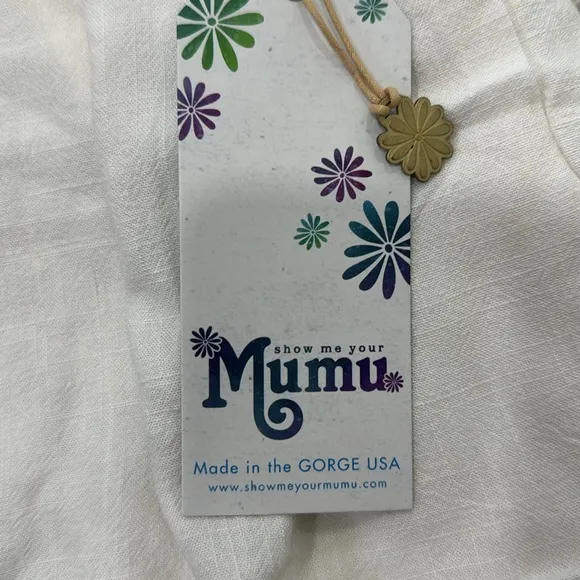 show me your
Mumu
Made in the GORGE USA
www.showmeyourmumu.com